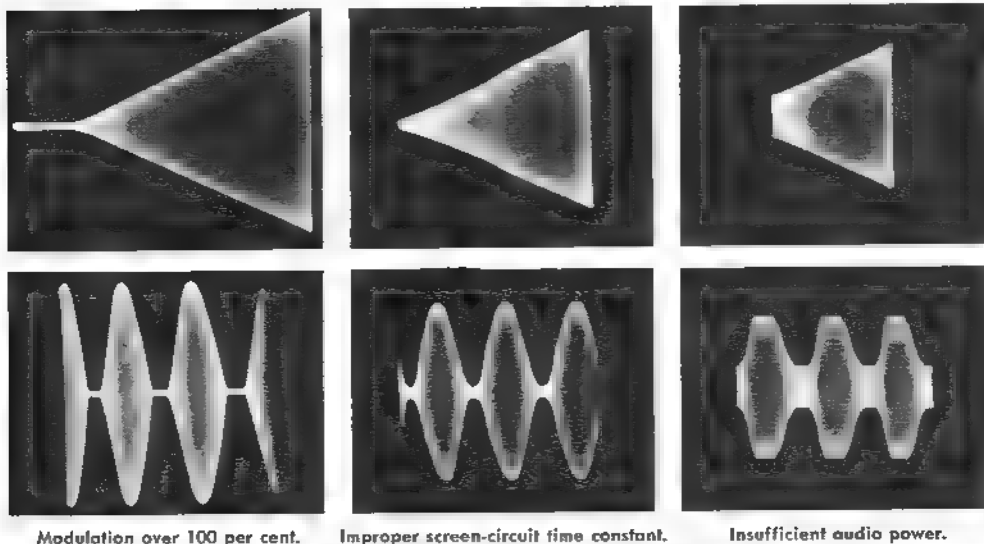 Modulation over 100 per cent.
Improper screen-circuit time constant.
Insufficient audio power.